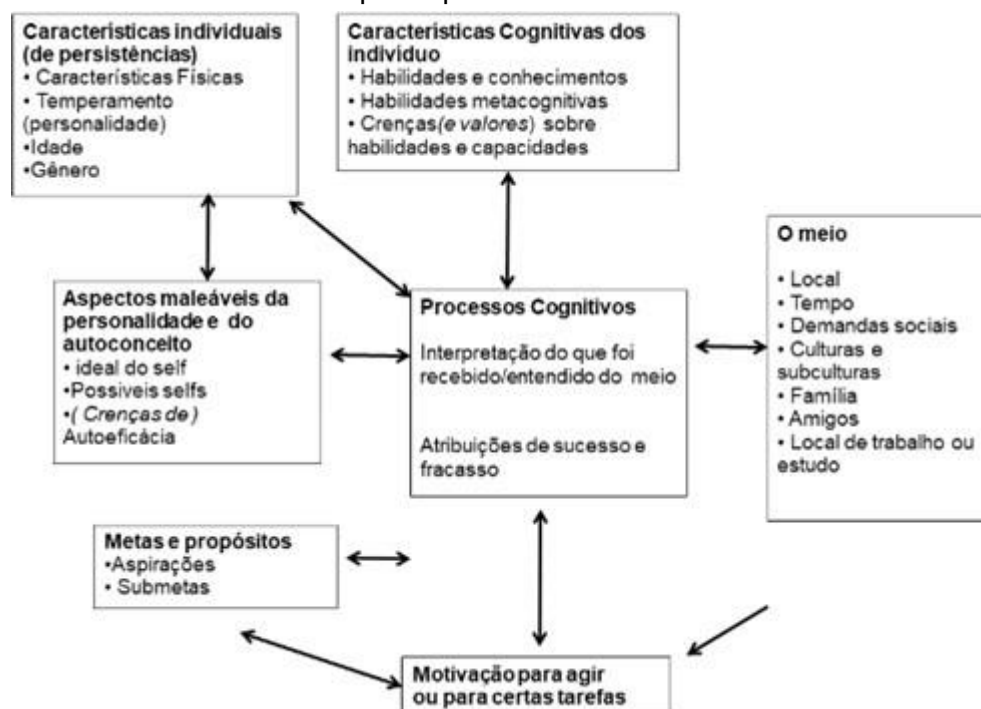 Características individuais
(de persistências)
• Características Físicas
• Temperamento
(personalidade)
•Idade
•Gênero
Caracteristicas Cognitivas dos
individuo
• Habilidades e conhecimentos
• Habilidades metacognitivas
• Crenças(e valores) sobre
habilidades e capacidades
O meio
• Local
• Tempo
• Demandas sociais
• Culturas e
subculturas
• Família
• Amigos
• Local de trabalho ou
estudo
Aspectos maleáveis da
personalidade e do
autoconceito
• ideal do self
•Possiveis selfs
•( Crenças de )
Autoeficácia
Processos Cognitivos
Interpretação do que foi
recebido/entendido do meio
Atribuições de sucesso e
fracasso
Metas e propósitos
•Aspirações
• Submetas
Motivação para agir
ou para certas tarefas